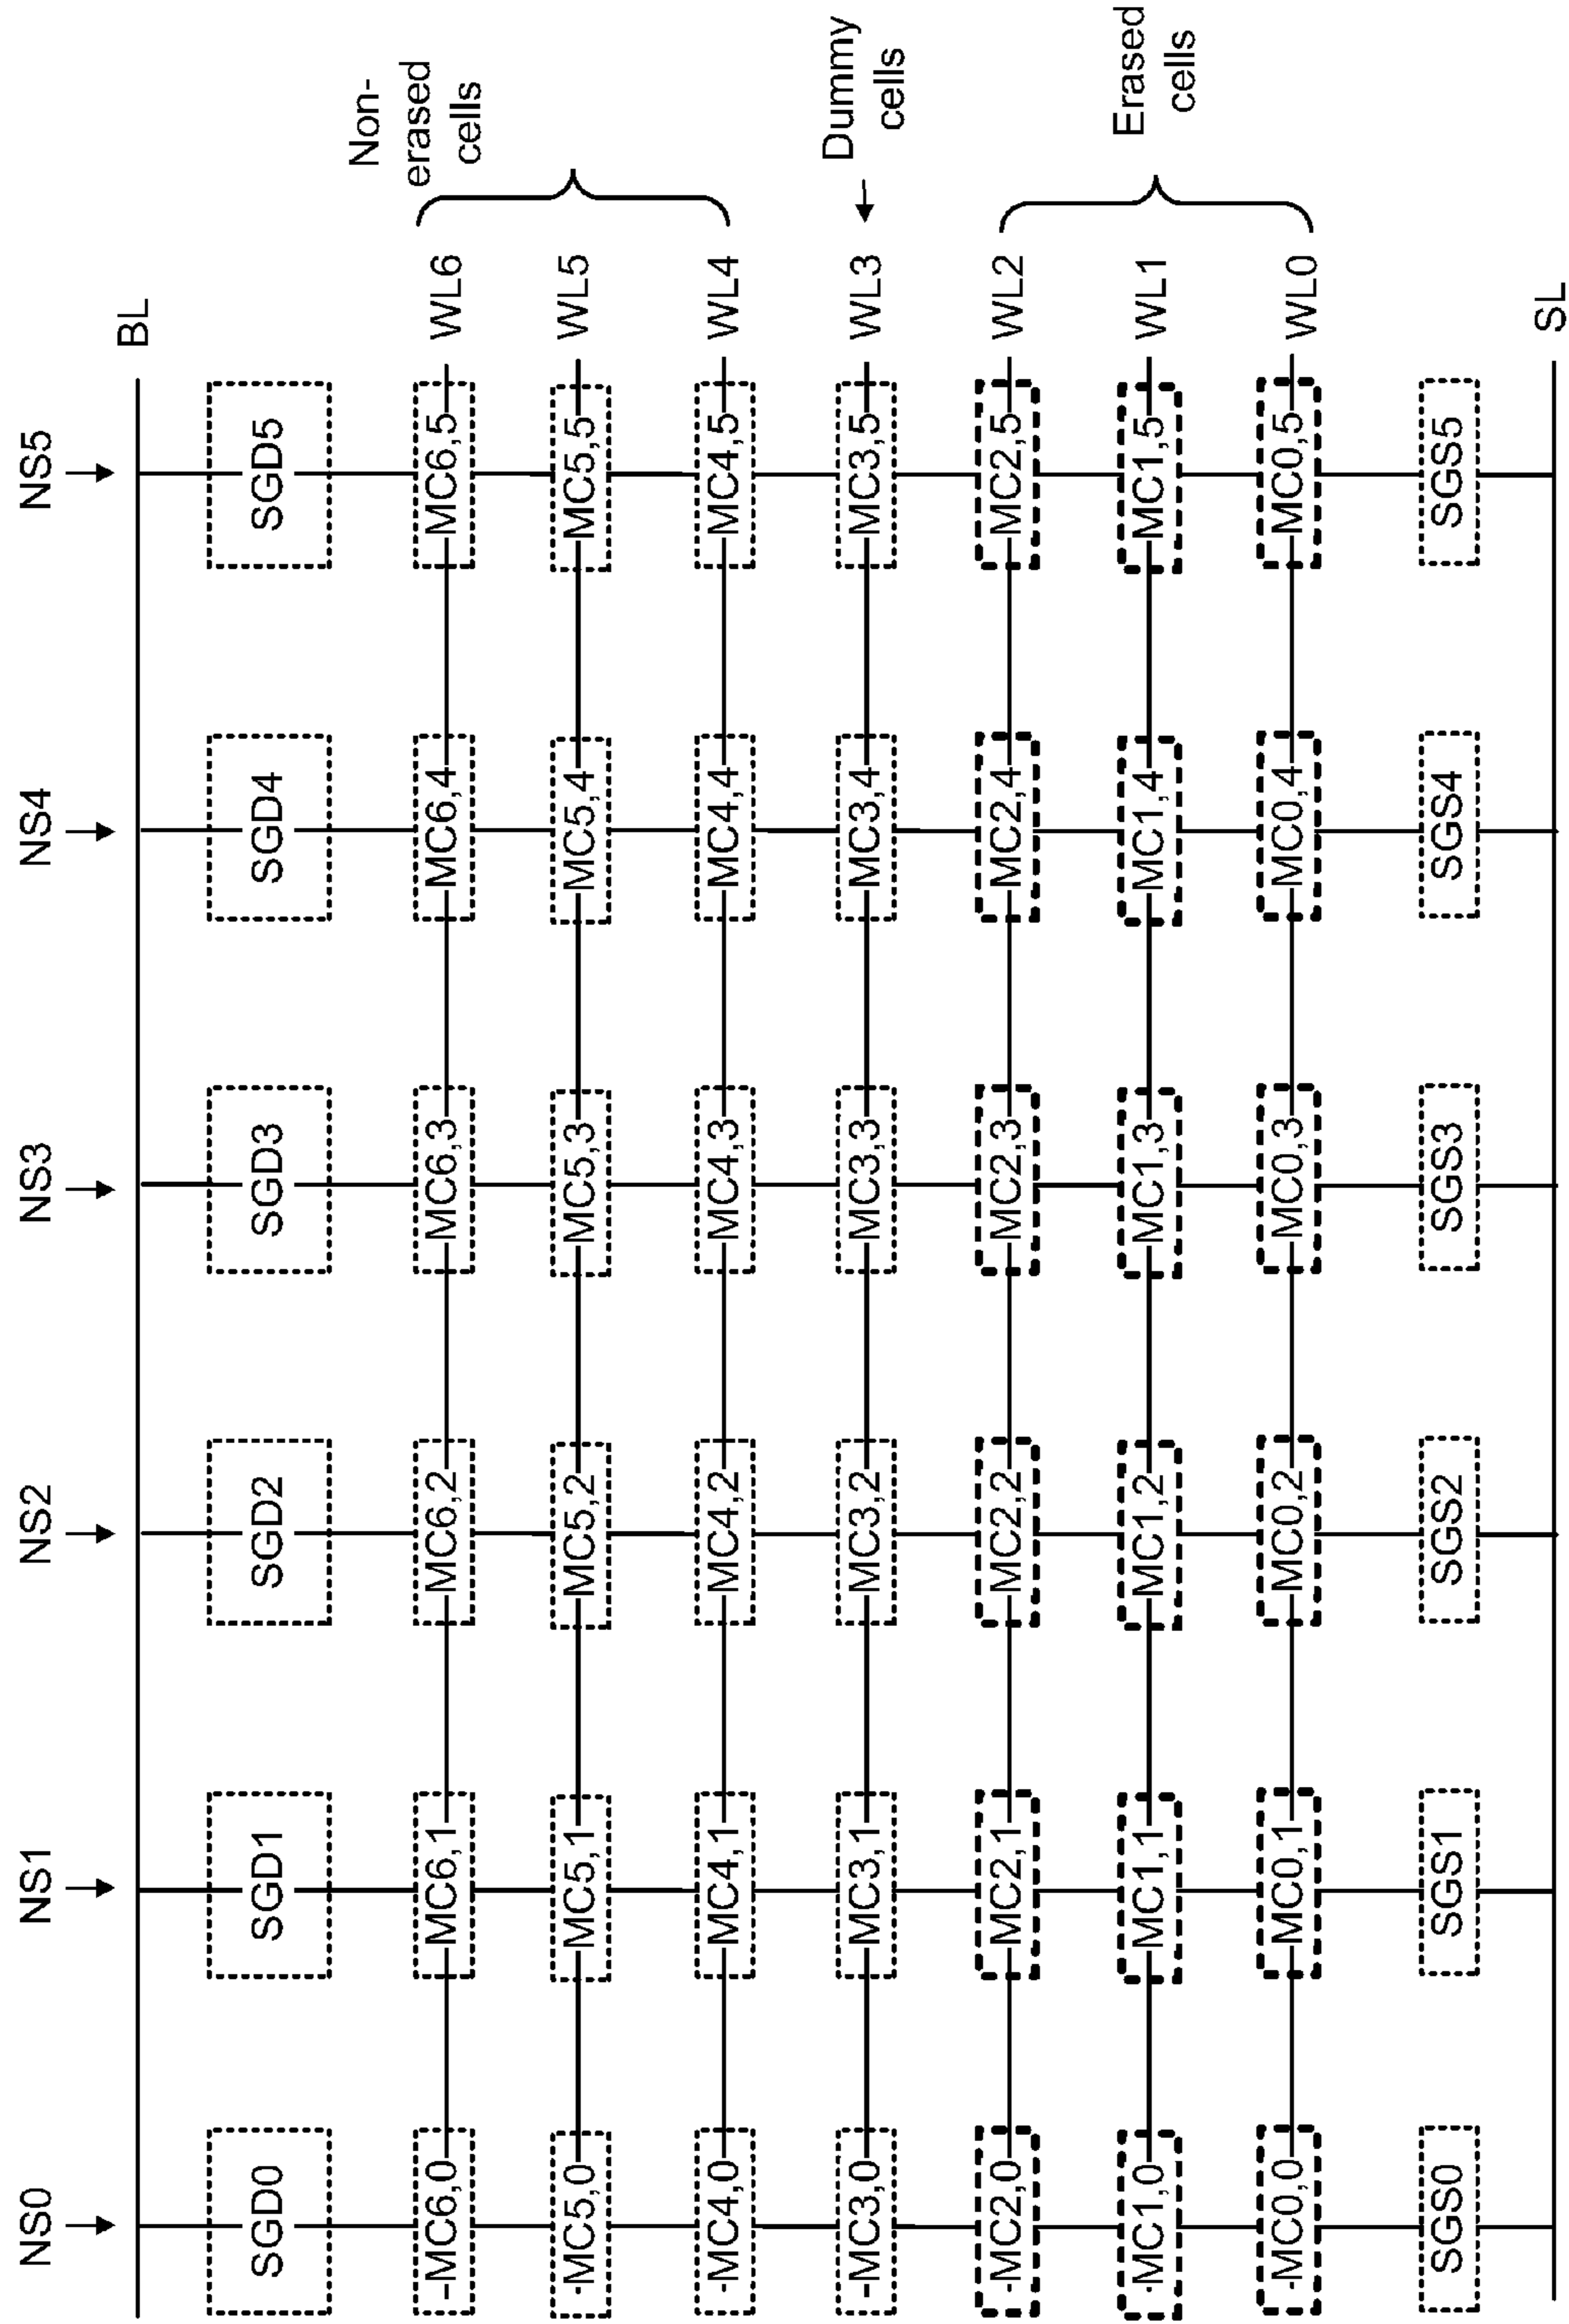 NS0 NS1 NS2 NS3 NS4 NS5
BL
SGD0 SGD1 SGD2 SGD3 SGD4 SGD5
Non-
erased
cells
MC6,0 MC6,1 MC6,2 MC6,3 MC6,4 MC6,5 WL6
MC5,0 MC5,1 MC5,2 MC5,3 MC5,4 MC5,5 WL5
MC4,0 MC4,1 MC4,2 MC4,3 MC4,4 MC4,5 WL4
Dummy
cells
MC3,0 MC3,1 MC3,2 MC3,3 MC3,4 MC3,5 WL3
MC2,0 MC2,1 MC2,2 MC2,3 MC2,4 MC2,5 WL2
Erased
cells
MC1,0 MC1,1 MC1,2 MC1,3 MC1,4 MC1,5 WL1
MC0,0 MC0,1 MC0,2 MC0,3 MC0,4 MC0,5 WL0
SGS0 SGS1 SGS2 SGS3 SGS4 SGS5
SL